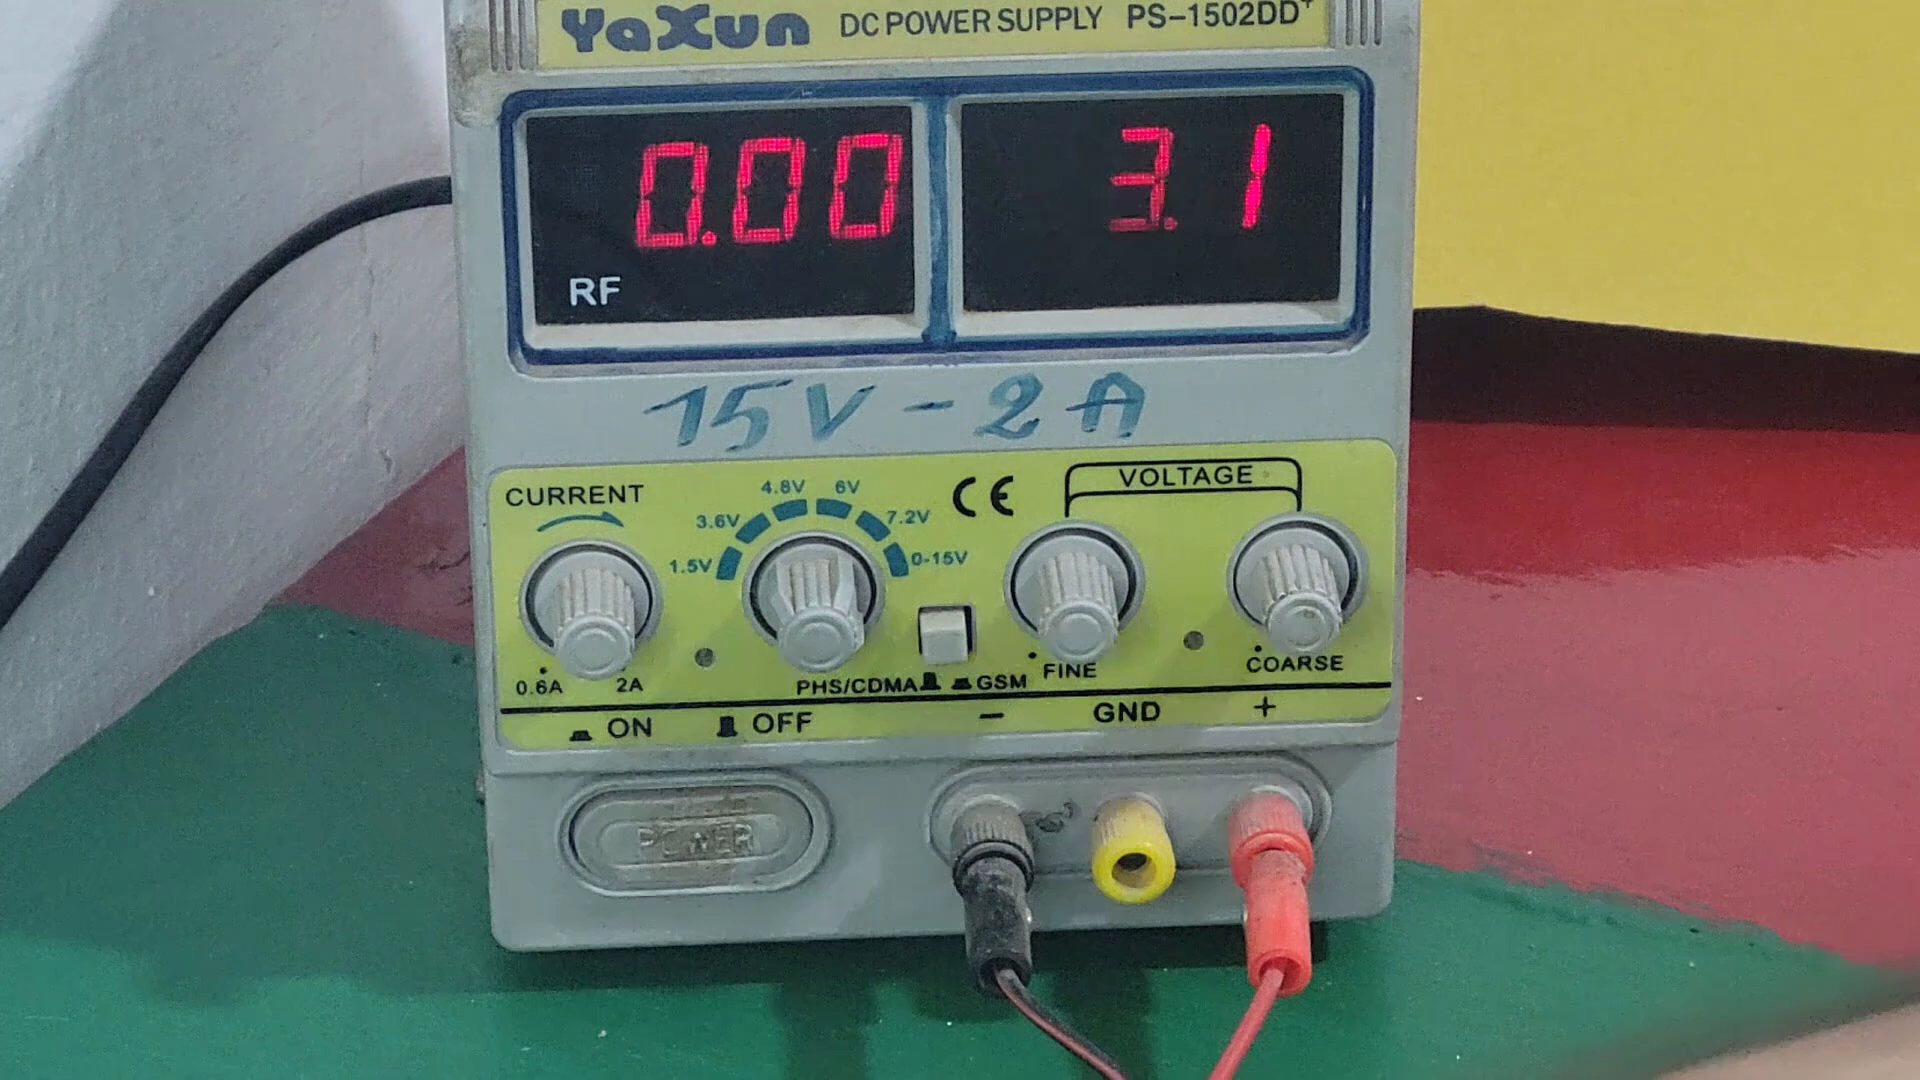 YaXun DC POWER SUPPLY PS-1502DD+
0.00 3.1
RF
15V-2A
CURRENT
1.5V 3.6V 4.8V 6V 7.2V 0-15V
CE
VOLTAGE
0.6A 2A
PHS/CDMA GSM
FINE COARSE
ON OFF - GND +
POWER